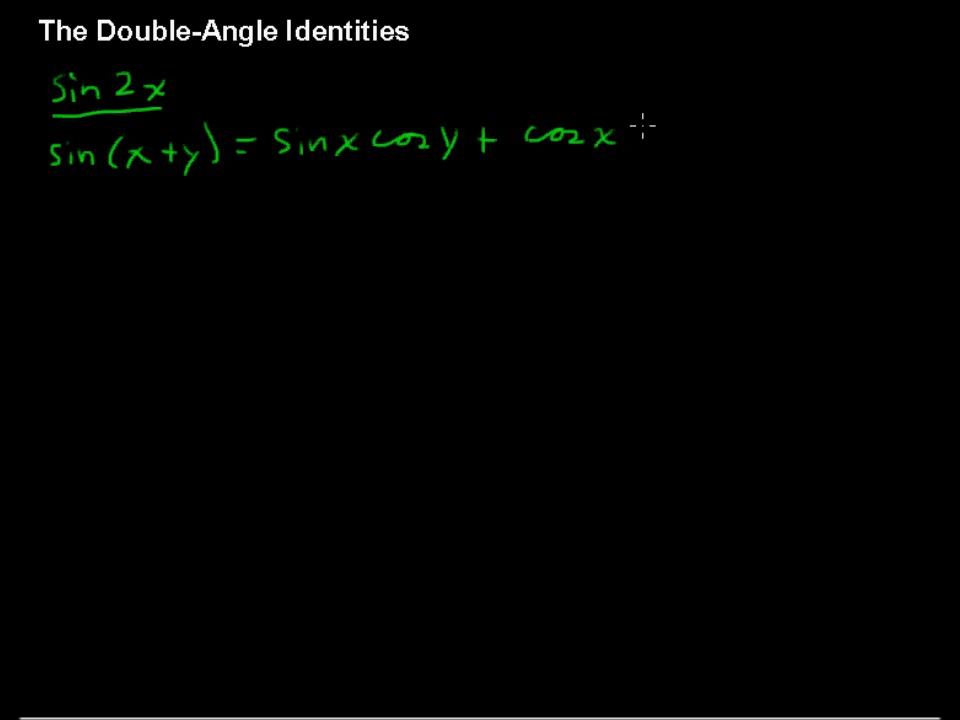 The Double-Angle Identities
sin 2x
sin (x+y) = sin x cos y + cos x